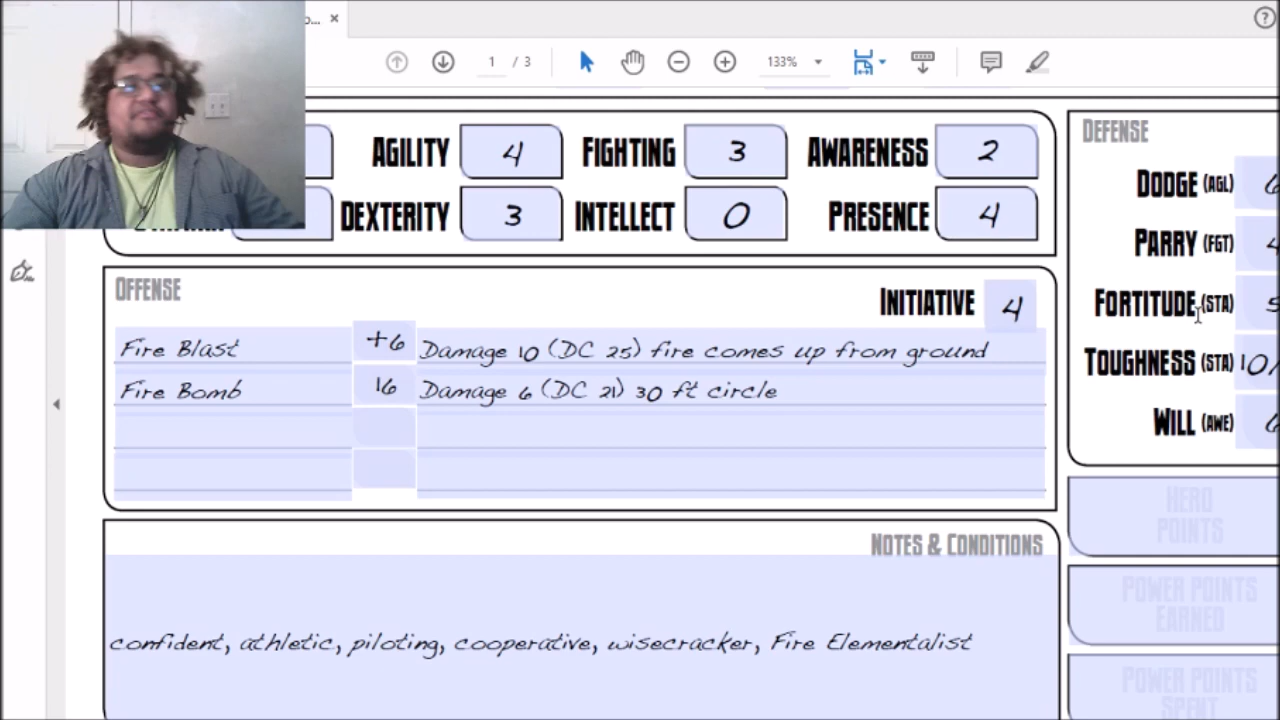 1 / 3 133%
DEFENSE
AGILITY 4 FIGHTING 3 AWARENESS 2
DODGE (AGL)
DEXTERITY 3 INTELLECT 0 PRESENCE 4
PARRY (FGT)
OFFENSE
INITIATIVE 4
FORTITUDE (STA)
Fire Blast +6 Damage 10 (DC 25) fire comes up from ground
TOUGHNESS (STA) 10/
Fire Bomb 16 Damage 6 (DC 21) 30 ft circle
WILL (AWE)
HERO
POINTS
NOTES & CONDITIONS
POWER POINTS
EARNED
confident, athletic, piloting, cooperative, wisecracker, Fire Elementalist
POWER POINTS
SPENT